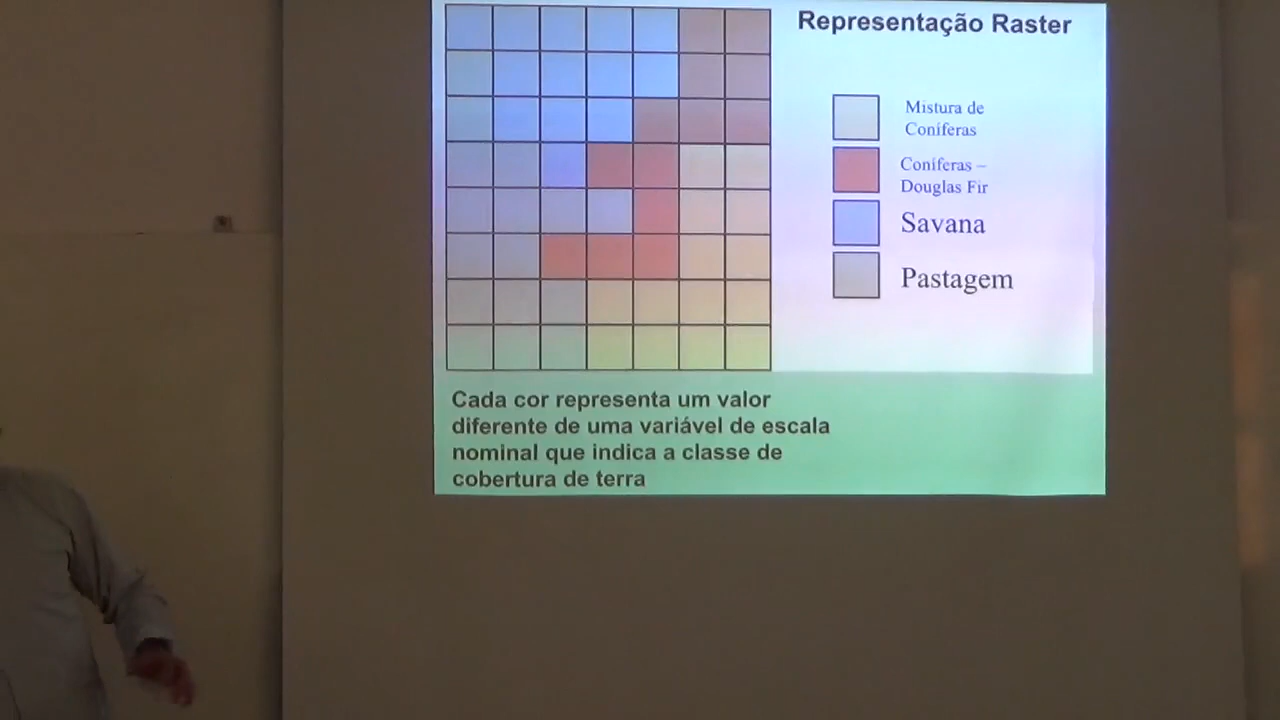 Representação Raster
Mistura de
Coníferas
Coníferas –
Douglas Fir
Savana
Pastagem
Cada cor representa um valor
diferente de uma variável de escala
nominal que indica a classe de
cobertura de terra